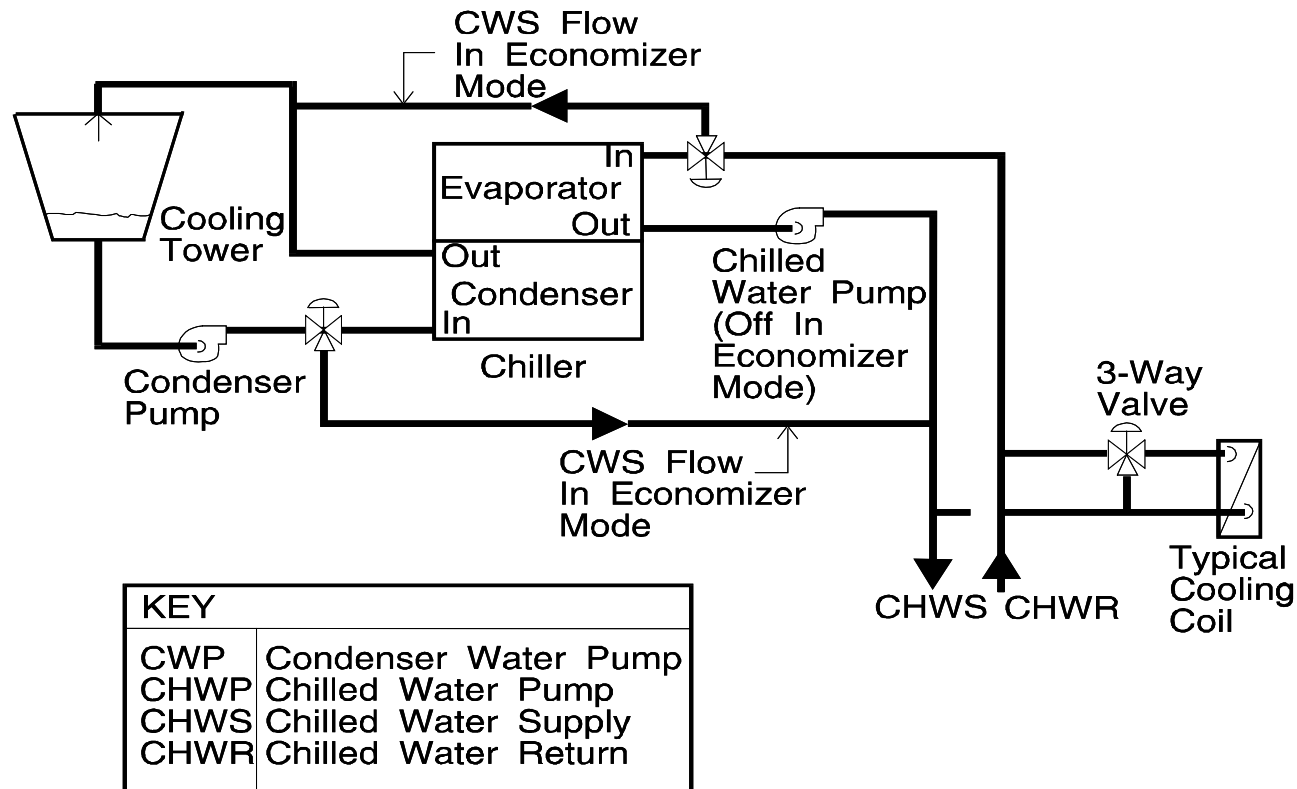 CWS Flow
In Economizer
Mode
In
Evaporator
Out
Out
Condenser
In
Chiller
Cooling
Tower
Condenser
Pump
Chilled
Water Pump
(Off In
Economizer
Mode)
CWS Flow
In Economizer
Mode
3-Way
Valve
Typical
Cooling
Coil
CHWS CHWR
KEY
CWP Condenser Water Pump
CHWP Chilled Water Pump
CHWS Chilled Water Supply
CHWR Chilled Water Return